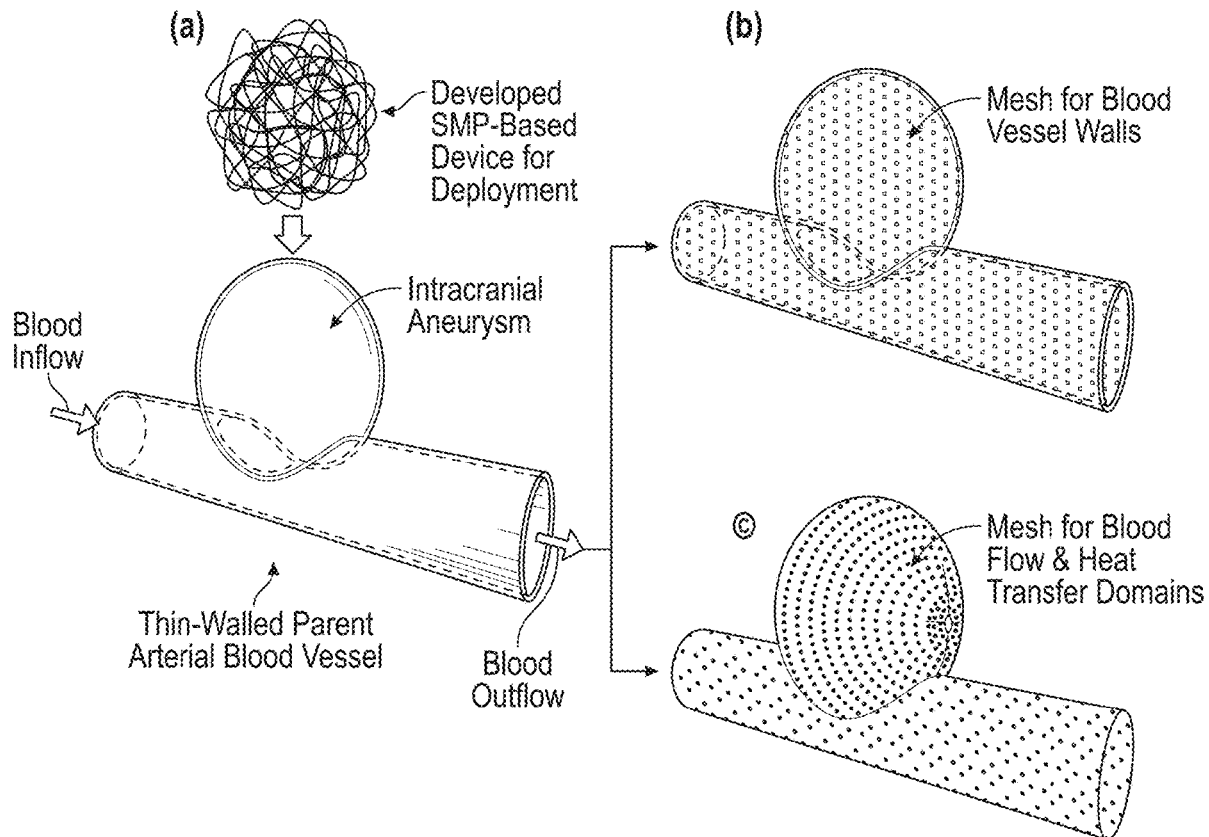 (a)
Developed
SMP-Based
Device for
Deployment
Intracranial
Aneurysm
Blood
Inflow
Thin-Walled Parent
Arterial Blood Vessel
Blood
Outflow
(b)
Mesh for Blood
Vessel Walls
©
Mesh for Blood
Flow & Heat
Transfer Domains